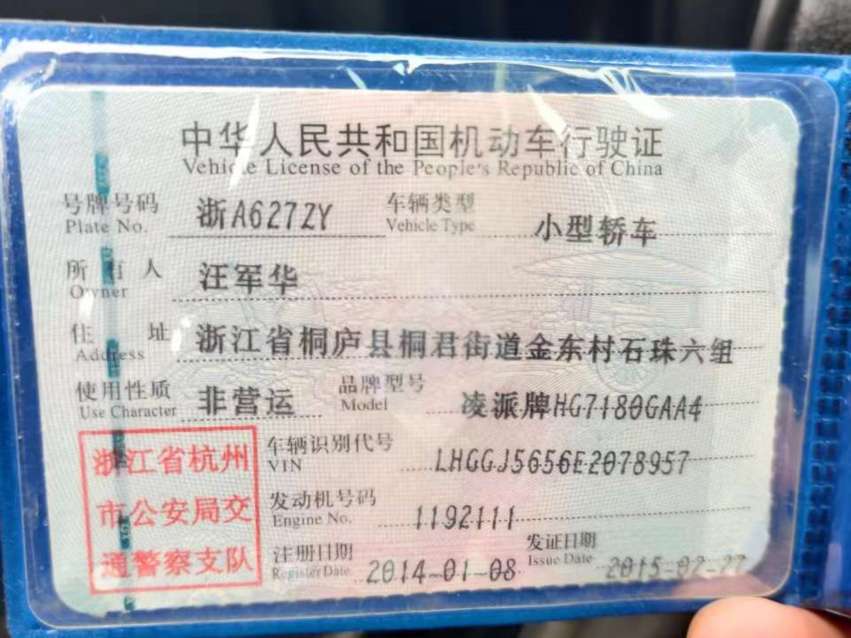 中华人民共和国机动车行驶证
Vehicle License of the People's Republic of China
号牌号码 浙A627ZY 车辆类型 小型轿车
Plate No. Vehicle Type
所有人 汪军华
Owner
住址 浙江省桐庐县桐君街道金东村石珠六组
Address
使用性质 非营运 品牌型号 凌派牌HG7180GAA4
Use Character Model
浙江省杭州
市公安局交
通警察支队
车辆识别代号 LHGGJ5656E2078957
VIN
发动机号码 1192111
Engine No.
注册日期 2014-01-08 发证日期 2015-02-27
Register Date Issue Date